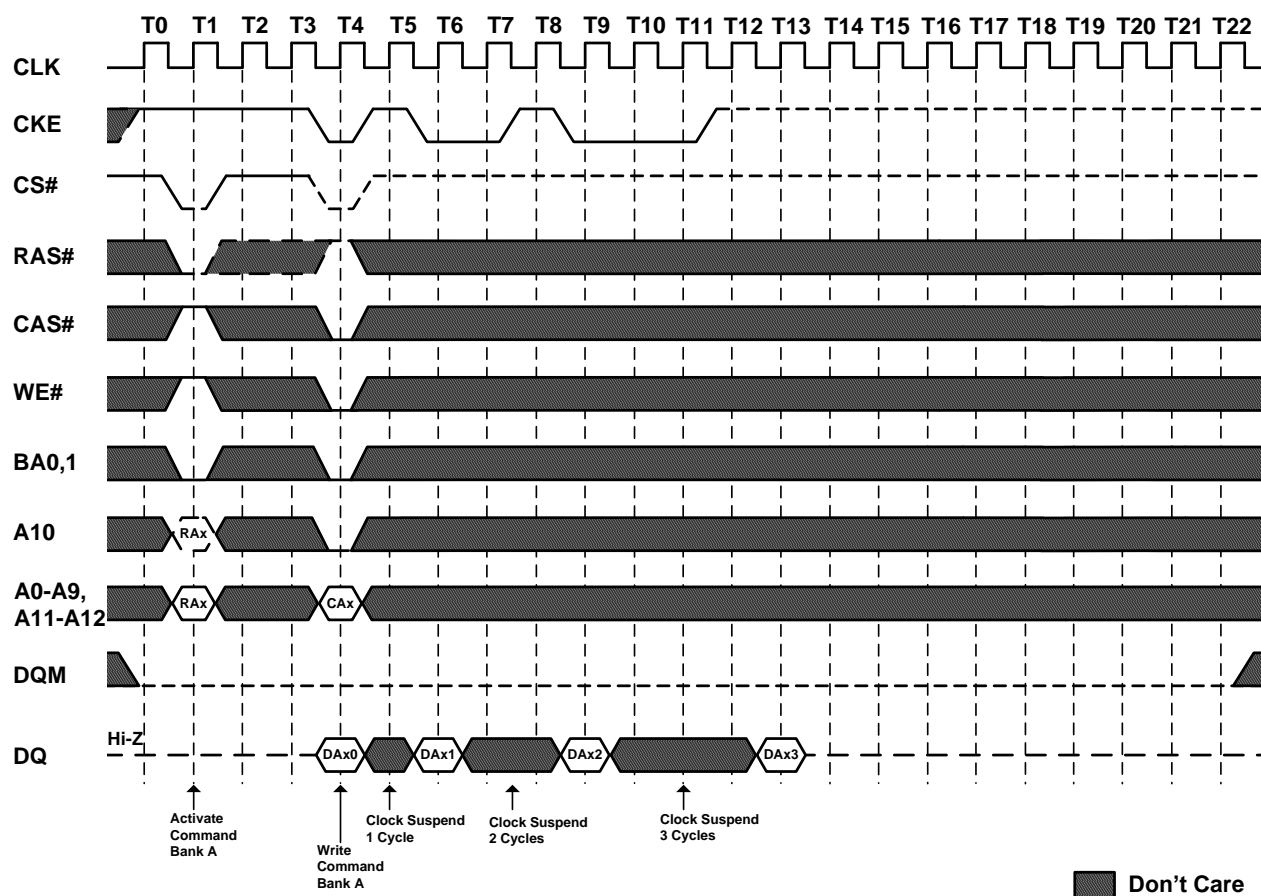 T0 T1 T2 T3 T4 T5 T6 T7 T8 T9 T10 T11 T12 T13 T14 T15 T16 T17 T18 T19 T20 T21 T22
CLK
CKE
CS#
RAS#
CAS#
WE#
BA0,1
A10
RAx
A0-A9,
A11-A12
RAx CAx
DQM
Hi-Z
DQ
DAx0 DAx1 DAx2 DAx3
Activate
Command
Bank A
Write
Command
Bank A
Clock Suspend
1 Cycle
Clock Suspend
2 Cycles
Clock Suspend
3 Cycles
Don't Care